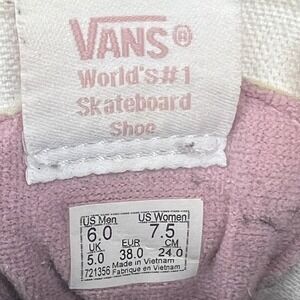 VANS®
World's #1
Skateboard
Shoe
US Men US Women
6.0 7.5
UK EUR CM
5.0 38.0 24.0
Made in Vietnam
721356 Fabrique en Vietnam